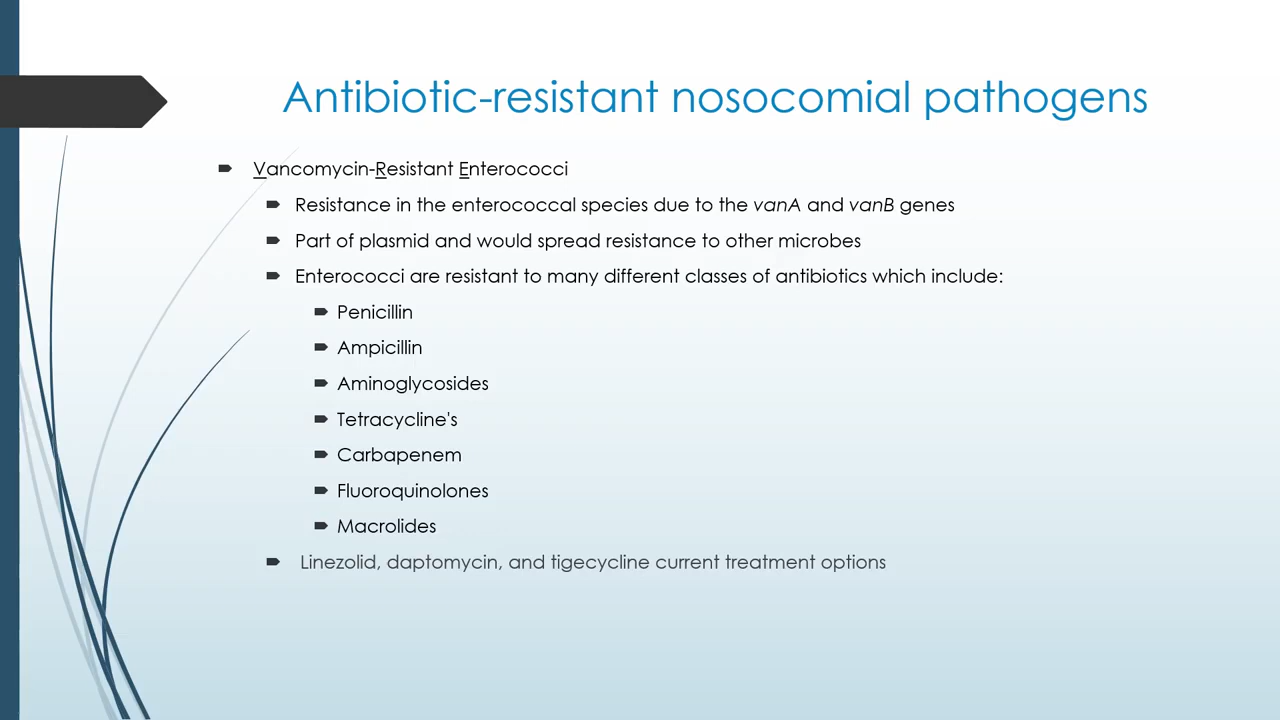 Antibiotic-resistant nosocomial pathogens
Vancomycin-Resistant Enterococci
Resistance in the enterococcal species due to the vanA and vanB genes
Part of plasmid and would spread resistance to other microbes
Enterococci are resistant to many different classes of antibiotics which include:
Penicillin
Ampicillin
Aminoglycosides
Tetracycline's
Carbapenem
Fluoroquinolones
Macrolides
Linezolid, daptomycin, and tigecycline current treatment options